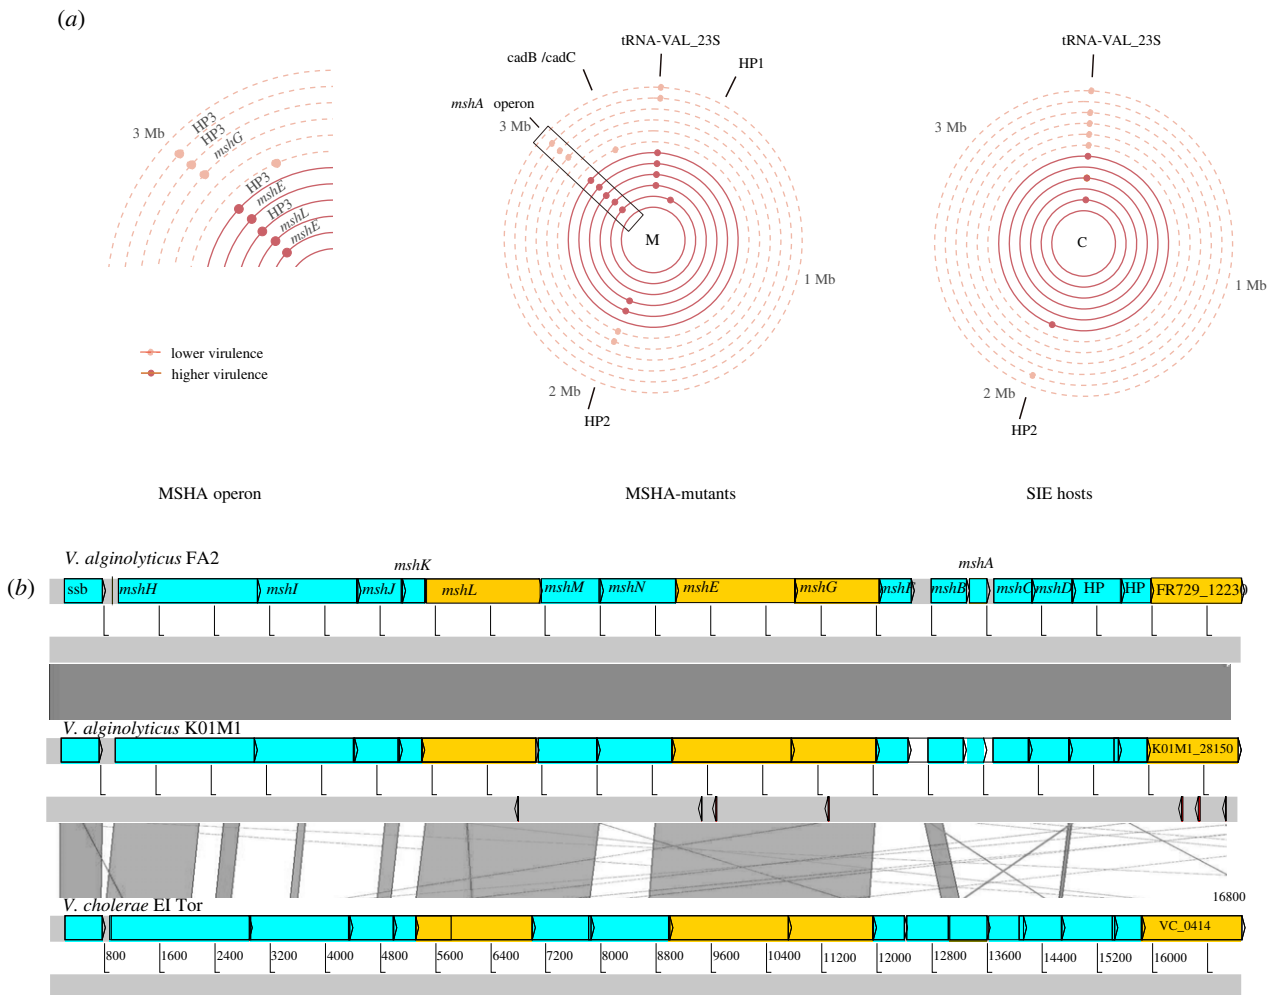 (a)
tRNA-VAL_23S
tRNA-VAL_23S
cadB /cadC
HP1
mshA operon
3 Mb
3 Mb
3 Mb
HP3
HP3
mshG
HP3
mshE
HP3
mshL
mshE
M
C
1 Mb
1 Mb
lower virulence
higher virulence
2 Mb
2 Mb
HP2
HP2
MSHA operon
MSHA-mutants
SIE hosts
(b)
V. alginolyticus FA2
mshK
mshA
ssb mshH mshI mshJ mshL mshM mshN mshE mshG mshF mshB mshC mshD HP HP FR729_12230
V. alginolyticus K01M1
K01M1_28150
16800
V. cholerae EI Tor
VC_0414
800 1600 2400 3200 4000 4800 5600 6400 7200 8000 8800 9600 10400 11200 12000 12800 13600 14400 15200 16000